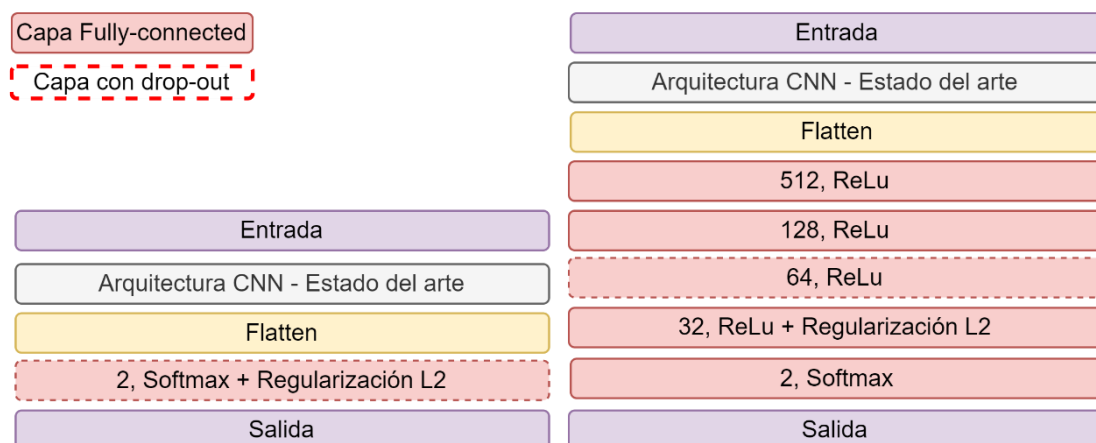 Capa Fully-connected
Capa con drop-out
Entrada
Arquitectura CNN - Estado del arte
Flatten
2, Softmax + Regularización L2
Salida
Entrada
Arquitectura CNN - Estado del arte
Flatten
512, ReLu
128, ReLu
64, ReLu
32, ReLu + Regularización L2
2, Softmax
Salida